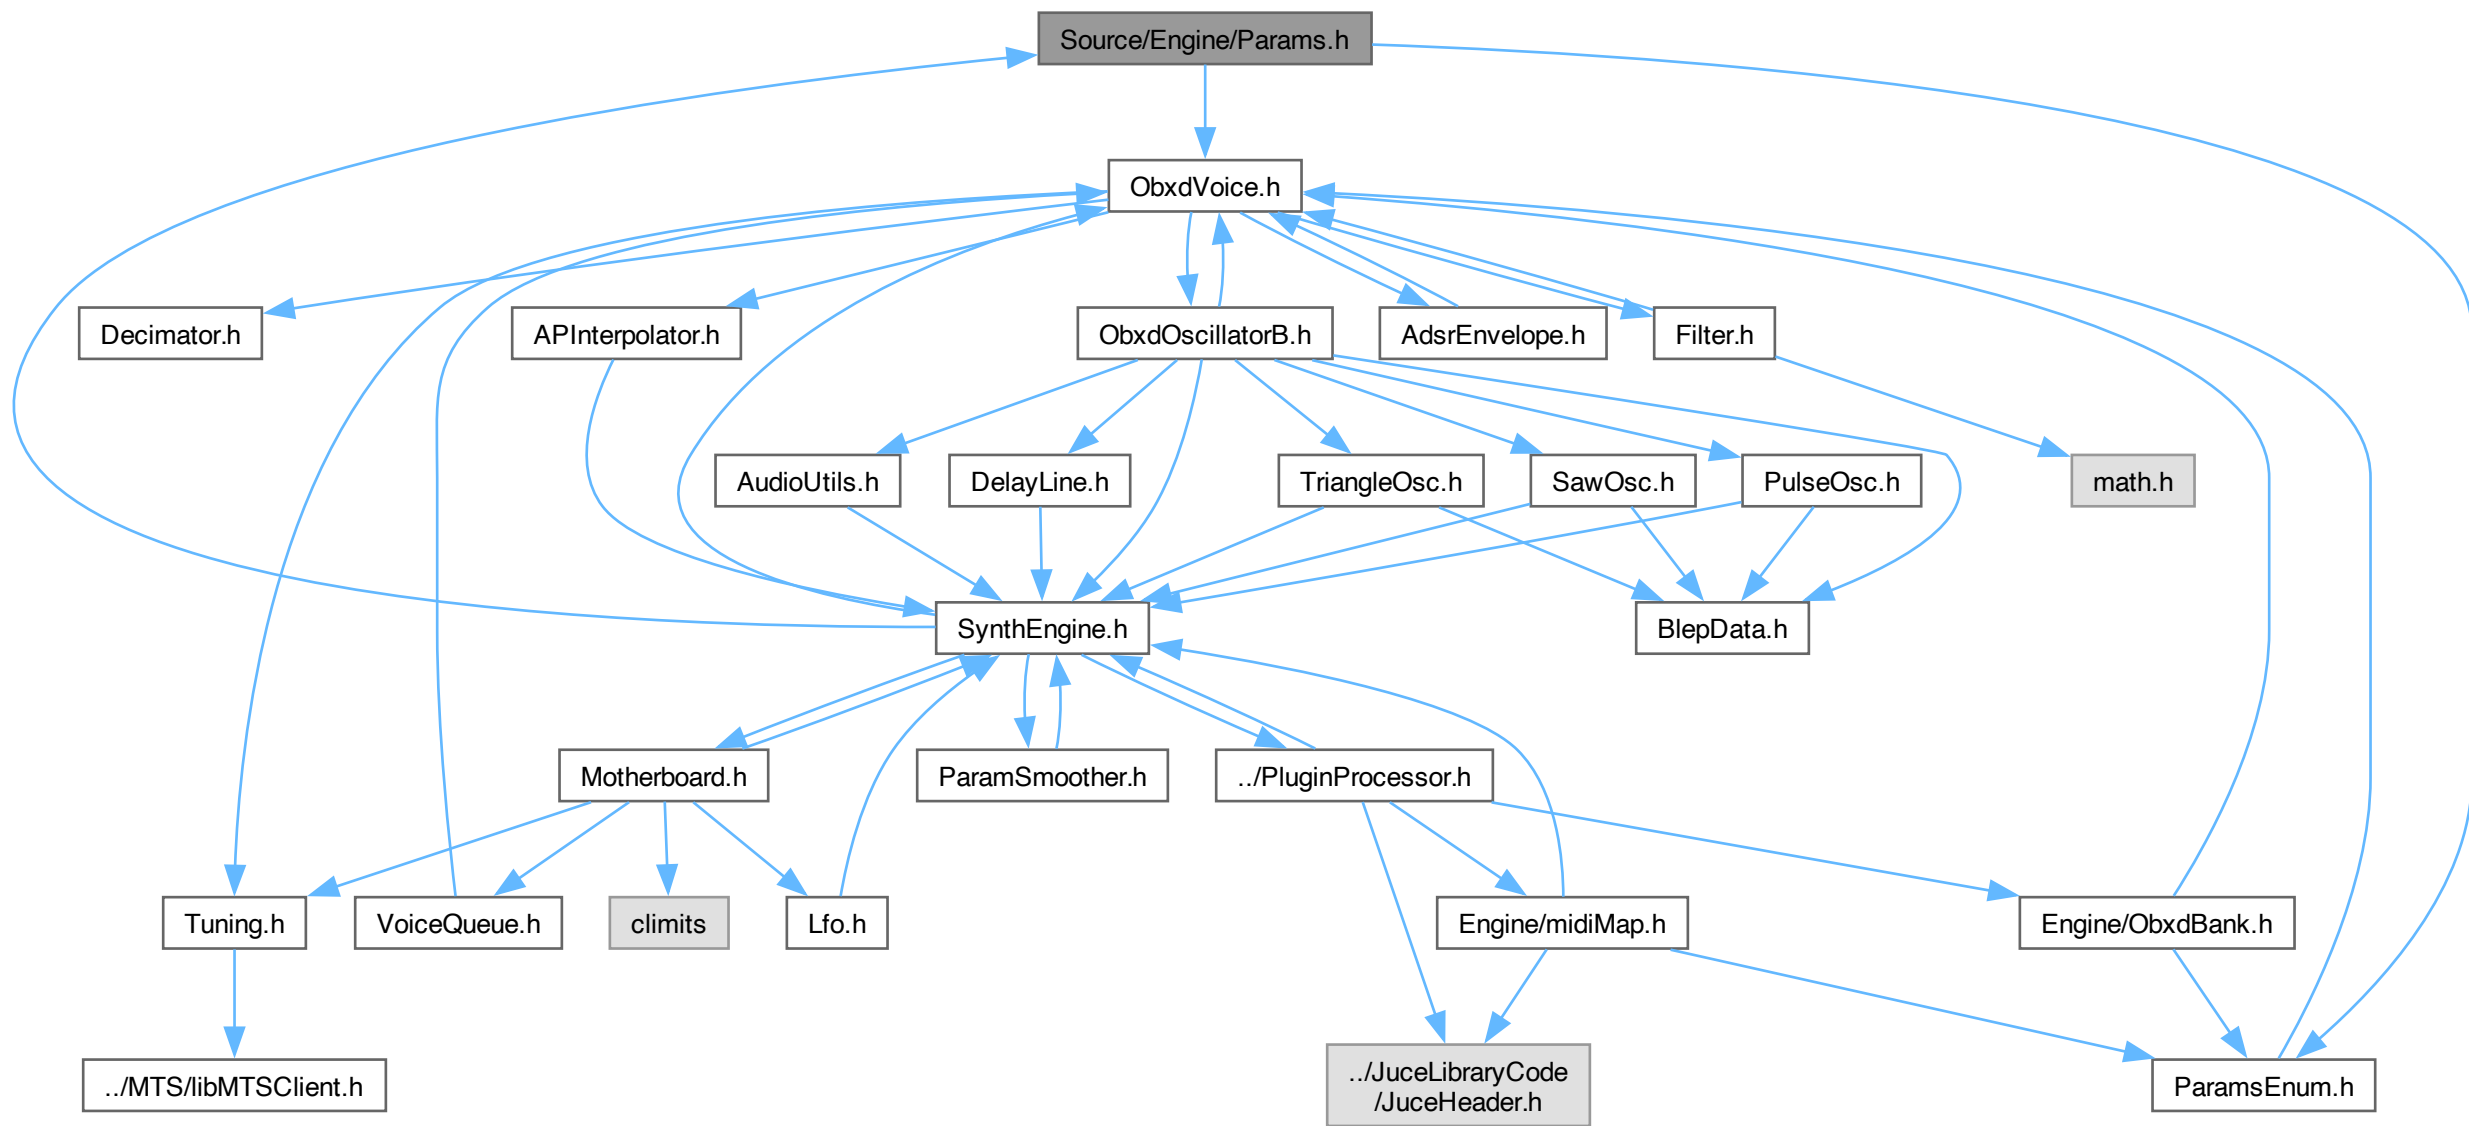 Source/Engine/Params.h
ObxdVoice.h
Decimator.h
APInterpolator.h
ObxdOscillatorB.h
AdsrEnvelope.h
Filter.h
AudioUtils.h
DelayLine.h
TriangleOsc.h
SawOsc.h
PulseOsc.h
math.h
SynthEngine.h
BlepData.h
Motherboard.h
ParamSmoother.h
../PluginProcessor.h
Tuning.h
VoiceQueue.h
climits
Lfo.h
Engine/midiMap.h
Engine/ObxdBank.h
../MTS/libMTSClient.h
../JuceLibraryCode
/JuceHeader.h
ParamsEnum.h